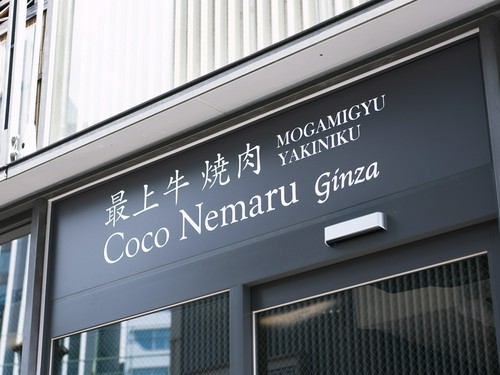 最上牛 焼肉 MOGAMIGYU
YAKINIKU
Coco Nemaru Ginza